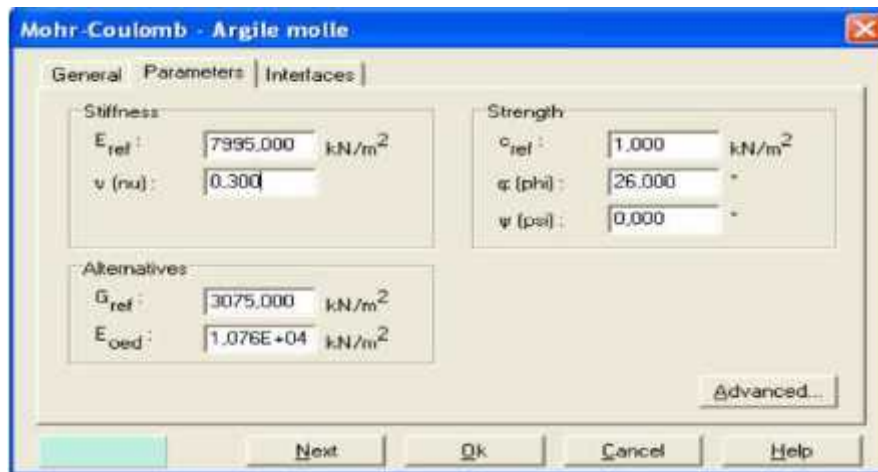 Mohr-Coulomb - Argile molle
General Parameters Interfaces
Stiffness
E_ref : 7995,000 kN/m²
ν (nu) : 0.300
Strength
c_ref : 1,000 kN/m²
φ (phi) : 26.000 °
ψ (psi) : 0,000 °
Alternatives
G_ref : 3075,000 kN/m²
E_oed : 1,076E+04 kN/m²
Advanced...
Next Ok Cancel Help